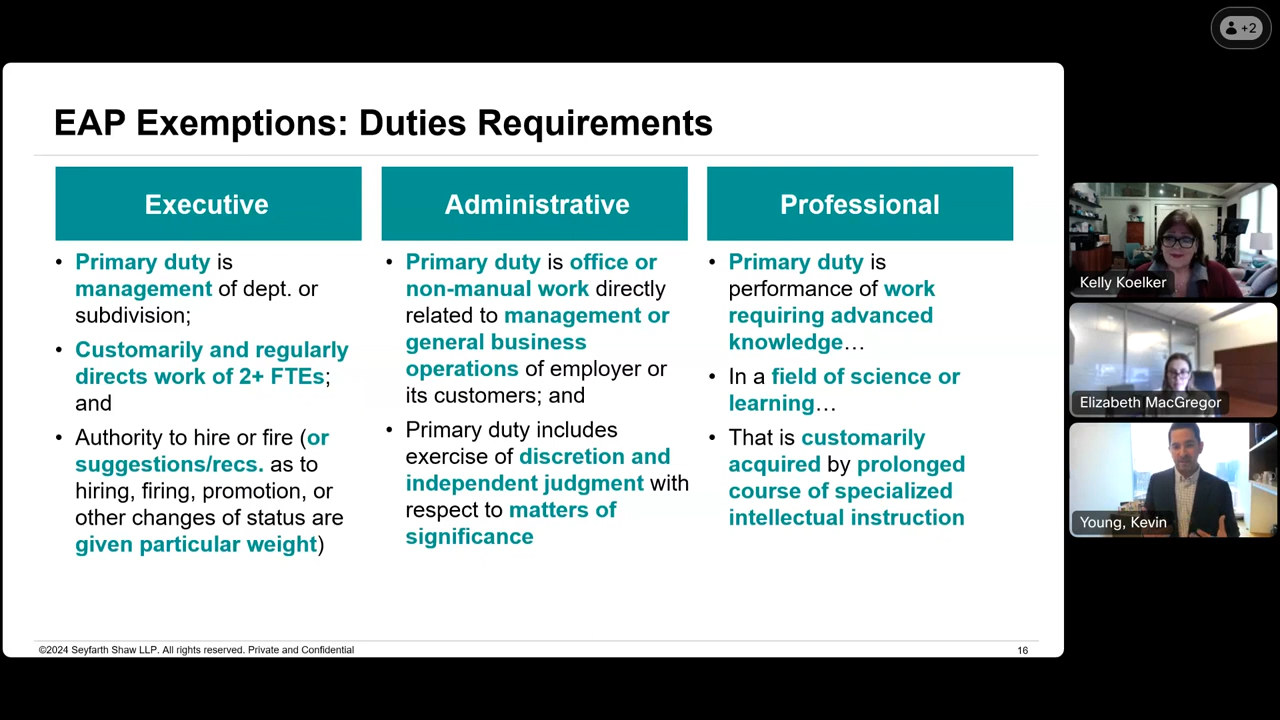 +2
EAP Exemptions: Duties Requirements
Executive
• Primary duty is
management of dept. or
subdivision;
• Customarily and regularly
directs work of 2+ FTEs;
and
• Authority to hire or fire (or
suggestions/recs. as to
hiring, firing, promotion, or
other changes of status are
given particular weight)
Administrative
• Primary duty is office or
non-manual work directly
related to management or
general business
operations of employer or
its customers; and
• Primary duty includes
exercise of discretion and
independent judgment with
respect to matters of
significance
Professional
• Primary duty is
performance of work
requiring advanced
knowledge…
• In a field of science or
learning…
• That is customarily
acquired by prolonged
course of specialized
intellectual instruction
©2024 Seyfarth Shaw LLP. All rights reserved. Private and Confidential
16
Kelly Koelker
Elizabeth MacGregor
Young, Kevin